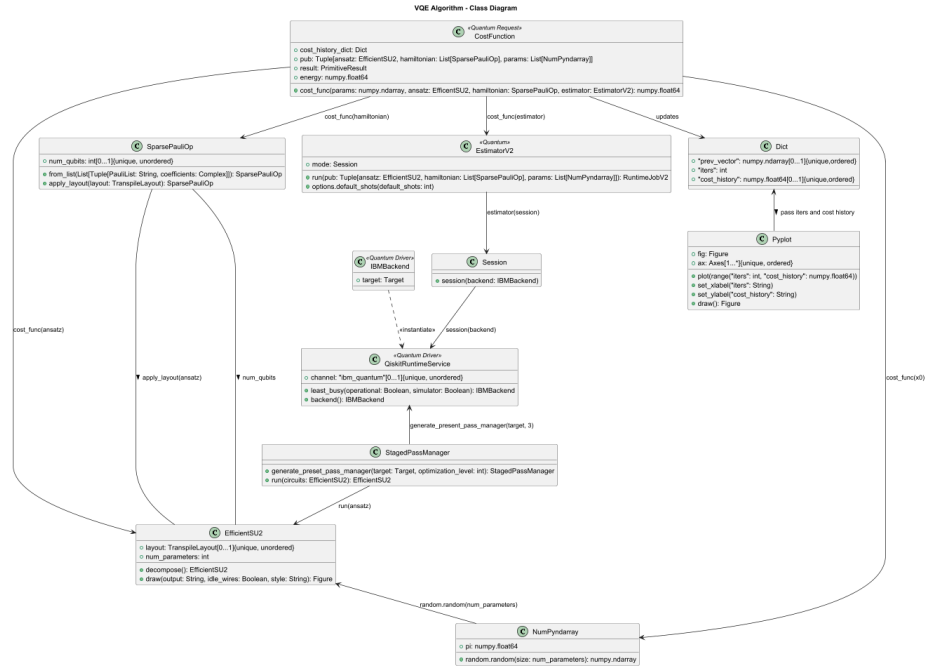 VQE Algorithm - Class Diagram
«Quantum Request»
C CostFunction
cost_history_dict: Dict
pub: Tuple[ansatz: EfficientSU2, hamiltonian: List[SparsePauliOp], params: List[NumPyndarray]]
result: PrimitiveResult
energy: numpy.float64
cost_func(params: numpy.ndarray, ansatz: EfficentSU2, hamiltonian: SparsePauliOp, estimator: EstimatorV2): numpy.float64
cost_func(hamiltonian)
cost_func(estimator)
updates
C SparsePauliOp
num_qubits: int[0...1]{unique, unordered}
from_list(List[Tuple[PauliList: String, coefficients: Complex]]): SparsePauliOp
apply_layout(layout: TranspileLayout): SparsePauliOp
«Quantum»
C EstimatorV2
mode: Session
run(pub: Tuple[ansatz: EfficientSU2, hamiltonian: List[SparsePauliOp], params: List[NumPyndarray]]): RuntimeJobV2
options.default_shots(default_shots: int)
C Dict
"prev_vector": numpy.ndarray[0...1]{unique,ordered}
"iters": int
"cost_history": numpy.float64[0...1]{unique,ordered}
estimator(session)
pass iters and cost history
C Pyplot
fig: Figure
ax: Axes[1...*]{unique, ordered}
plot(range("iters": int, "cost_history": numpy.float64))
set_xlabel("iters": String)
set_ylabel("cost_history": String)
draw(): Figure
«Quantum Driver»
C IBMBackend
target: Target
C Session
session(backend: IBMBackend)
cost_func(ansatz)
«instantiate»
session(backend)
«Quantum Driver»
C QiskitRuntimeService
channel: "ibm_quantum"[0...1]{unique, unordered}
least_busy(operational: Boolean, simulator: Boolean): IBMBackend
backend(): IBMBackend
apply_layout(ansatz)
num_qubits
cost_func(x0)
generate_present_pass_manager(target, 3)
C StagedPassManager
generate_preset_pass_manager(target: Target, optimization_level: int): StagedPassManager
run(circuits: EfficientSU2): EfficientSU2
run(ansatz)
C EfficientSU2
layout: TranspileLayout[0...1]{unique, unordered}
num_parameters: int
decompose(): EfficientSU2
draw(output: String, idle_wires: Boolean, style: String): Figure
random.random(num_parameters)
C NumPyndarray
pi: numpy.float64
random.random(size: num_parameters): numpy.ndarray